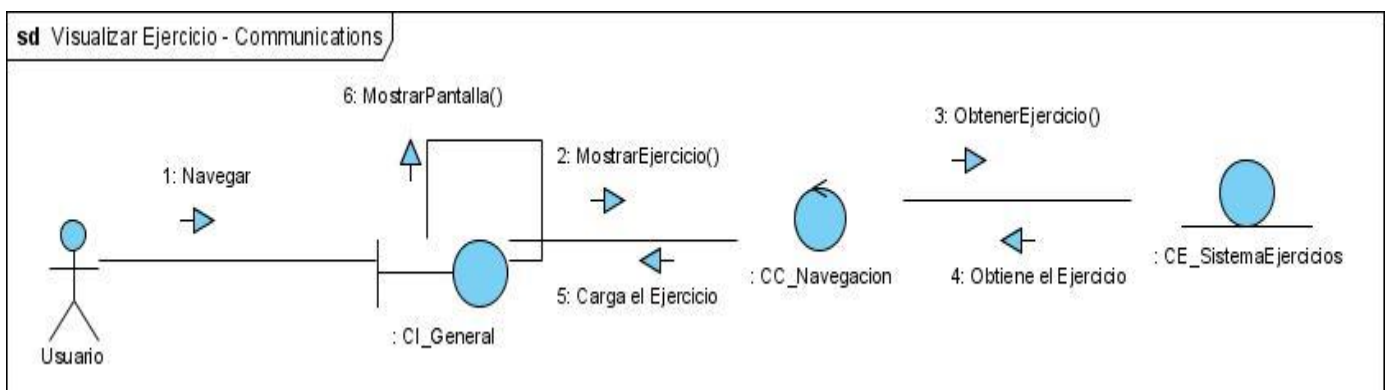 sd Visualizar Ejercicio - Communications
6: MostrarPantalla()
3: ObtenerEjercicio()
2: MostrarEjercicio()
1: Navegar
: CE_SistemaEjercicios
: CC_Navegacion
4: Obtiene el Ejercicio
5: Carga el Ejercicio
: CI_General
Usuario